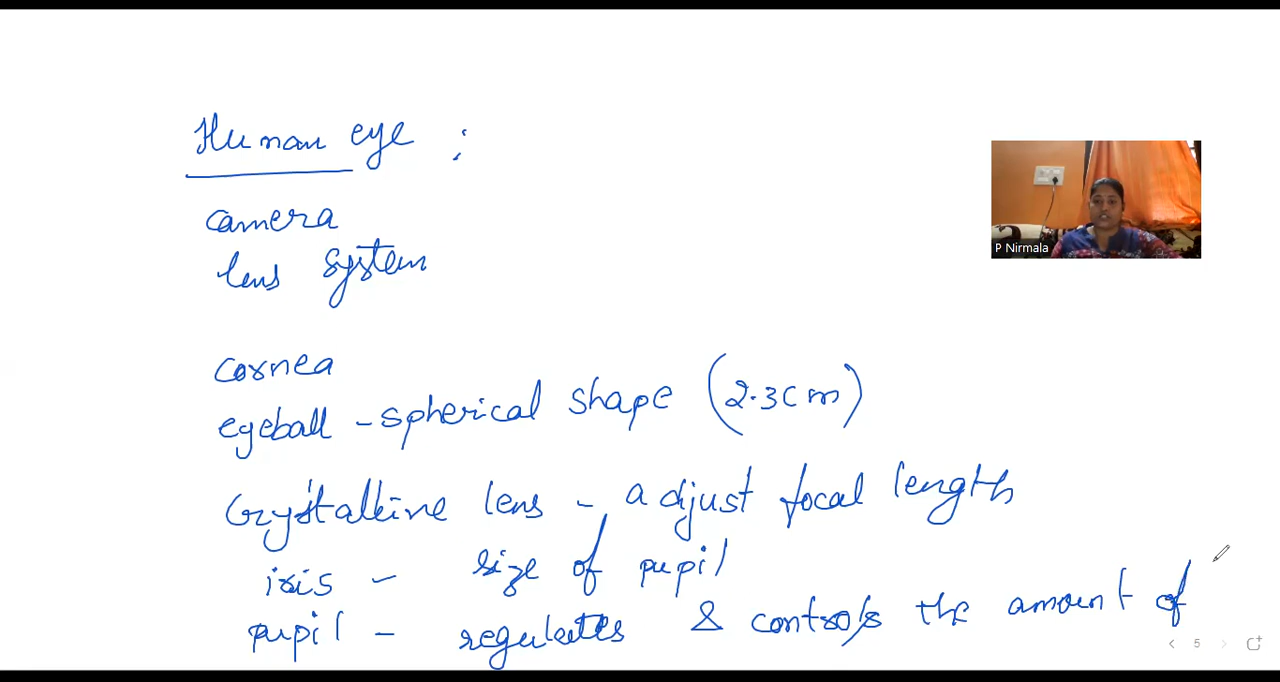 Human eye :
camera
lens system
cornea
eyeball - spherical shape (2.3cm)
Crystalline lens - adjust focal length
iris - size of pupil
pupil - regulates & controls the amount of
P Nirmala
5